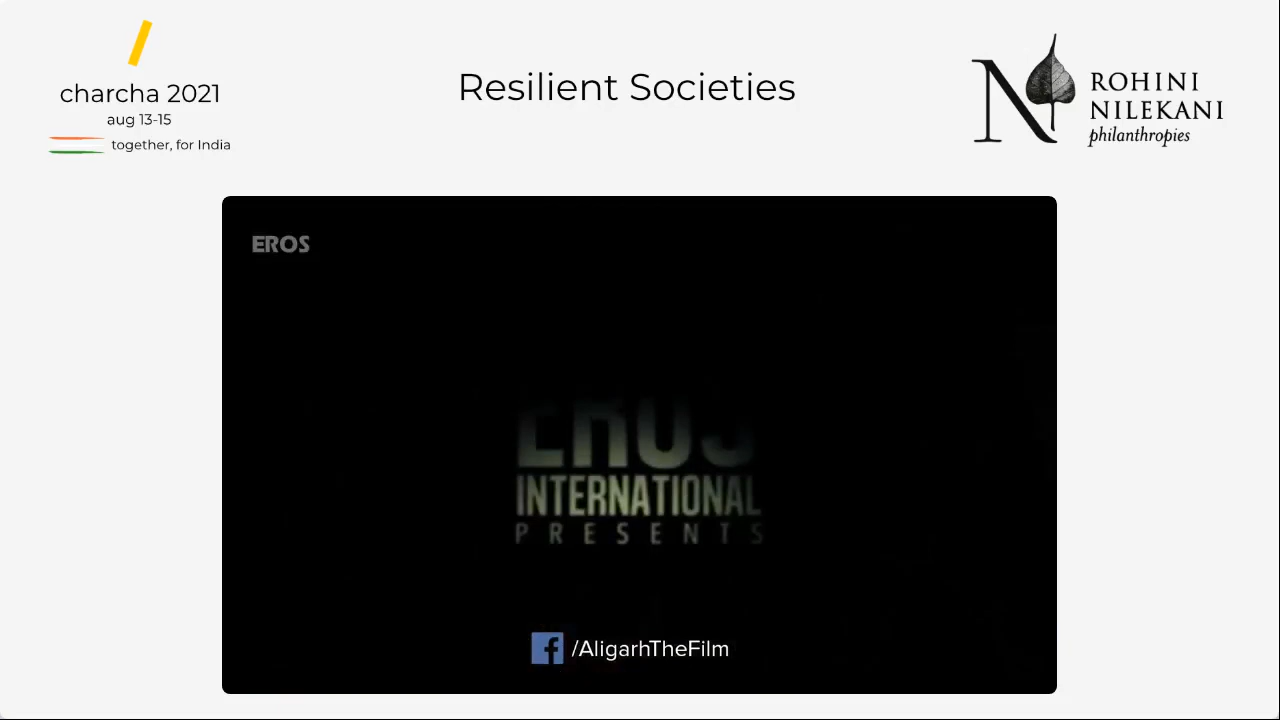 charcha 2021
aug 13-15
together, for India
Resilient Societies
N ROHINI
NILEKANI
philanthropies
EROS
EROS
INTERNATIONAL
PRESENTS
/AligarhTheFilm